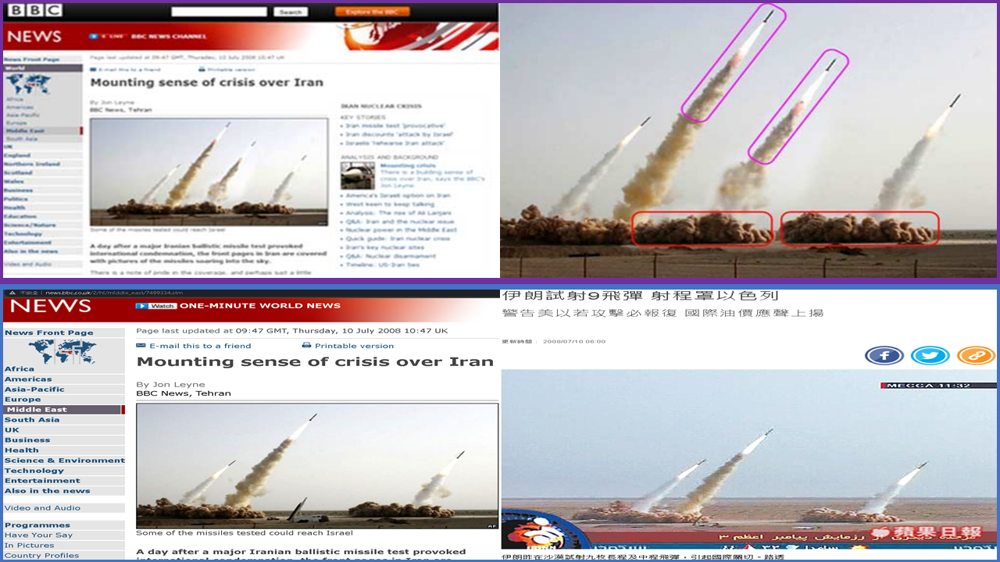 BBC
Search
Explore the BBC
NEWS
LIVE BBC NEWS CHANNEL
News Front Page
World
Africa
Americas
Asia-Pacific
Europe
Middle East
South Asia
UK
England
Northern Ireland
Scotland
Wales
Business
Politics
Health
Education
Science/Nature
Technology
Entertainment
Also in the news
Video and Audio
Page last updated at 09:47 GMT, Thursday, 10 July 2008 10:47 UK
E-mail this to a friend
Printable version
Mounting sense of crisis over Iran
By Jon Leyne
BBC News, Tehran
Some of the missiles tested could reach Israel
A day after a major Iranian ballistic missile test provoked
international condemnation, the front pages in Iran are covered
with pictures of the missiles soaring into the sky.
There is a note of pride in the coverage, and perhaps just a little
IRAN NUCLEAR CRISIS
KEY STORIES
Iran missile test 'provocative'
Iran discounts 'attack by Israel'
Israelis 'rehearse Iran attack'
ANALYSIS AND BACKGROUND
Mounting crisis
There is a building sense of
crisis over Iran, says the BBC's
Jon Leyne.
America's Israeli option on Iran
West keen to keep talking
Analysis: The rise of Ali Larijani
Q&A: Iran and the nuclear issue
Nuclear power in the Middle East
Quick guide: Iran nuclear crisis
Iran's key nuclear sites
Q&A: Nuclear disarmament
Timeline: US-Iran ties
不安全 | news.bbc.co.uk/2/hi/middle_east/7499334.stm
NEWS
Watch ONE-MINUTE WORLD NEWS
News Front Page
Africa
Americas
Asia-Pacific
Europe
Middle East
South Asia
UK
Business
Health
Science & Environment
Technology
Entertainment
Also in the news
Video and Audio
Programmes
Have Your Say
In Pictures
Country Profiles
Page last updated at 09:47 GMT, Thursday, 10 July 2008 10:47 UK
E-mail this to a friend
Printable version
Mounting sense of crisis over Iran
By Jon Leyne
BBC News, Tehran
AP
Some of the missiles tested could reach Israel
A day after a major Iranian ballistic missile test provoked
international condemnation, the front pages in Iran are
伊朗試射9飛彈 射程罩以色列
警告美以若攻擊必報復 國際油價應聲上揚
更新時間： 2008/07/10 06:00
MECCA 11:32
رزمایش پیامبر اعظم ۳
蘋果日報
伊朗昨在沙漠試射九枚長程及中程飛彈，引起國際關切。路透